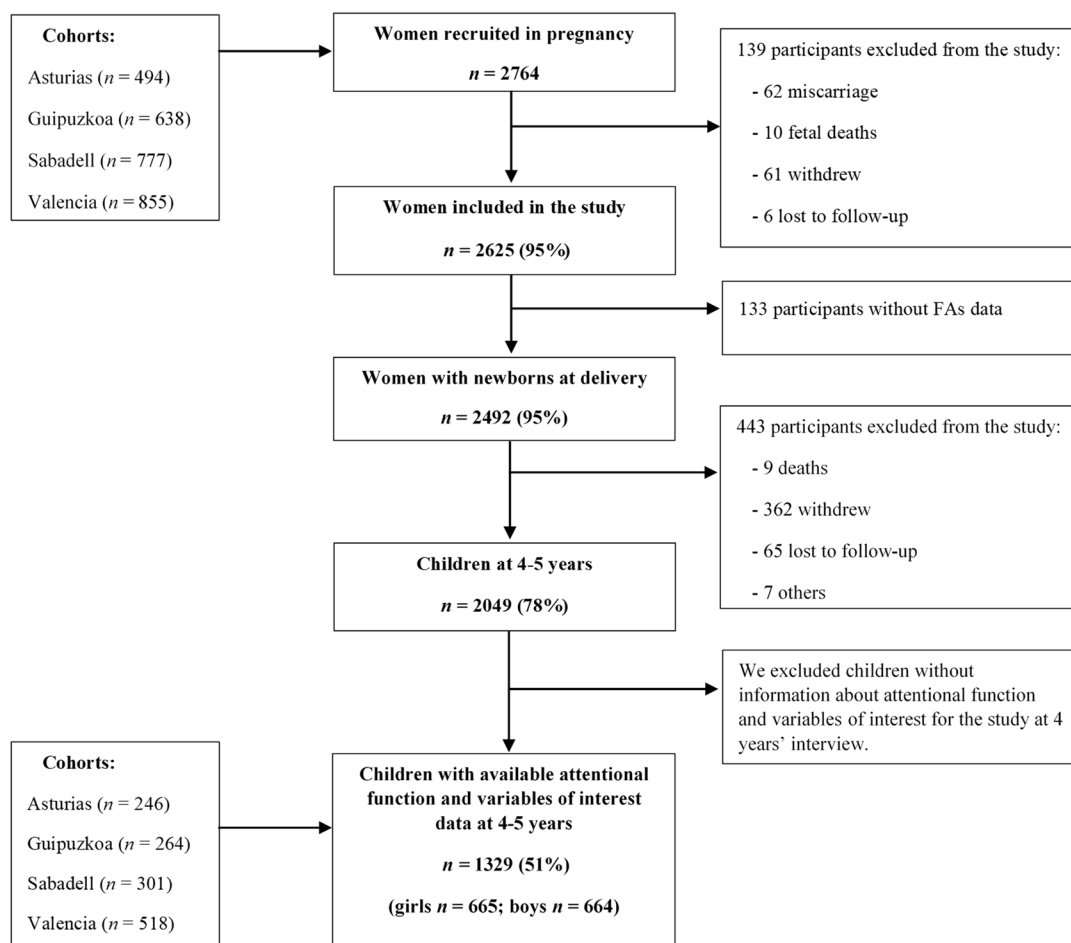 Cohorts:
Asturias (n = 494)
Guipuzkoa (n = 638)
Sabadell (n = 777)
Valencia (n = 855)
Women recruited in pregnancy
n = 2764
139 participants excluded from the study:
- 62 miscarriage
- 10 fetal deaths
- 61 withdrew
- 6 lost to follow-up
Women included in the study
n = 2625 (95%)
133 participants without FAs data
Women with newborns at delivery
n = 2492 (95%)
443 participants excluded from the study:
- 9 deaths
- 362 withdrew
- 65 lost to follow-up
- 7 others
Children at 4-5 years
n = 2049 (78%)
We excluded children without
information about attentional function
and variables of interest for the study at 4
years’ interview.
Cohorts:
Asturias (n = 246)
Guipuzkoa (n = 264)
Sabadell (n = 301)
Valencia (n = 518)
Children with available attentional
function and variables of interest
data at 4-5 years
n = 1329 (51%)
(girls n = 665; boys n = 664)